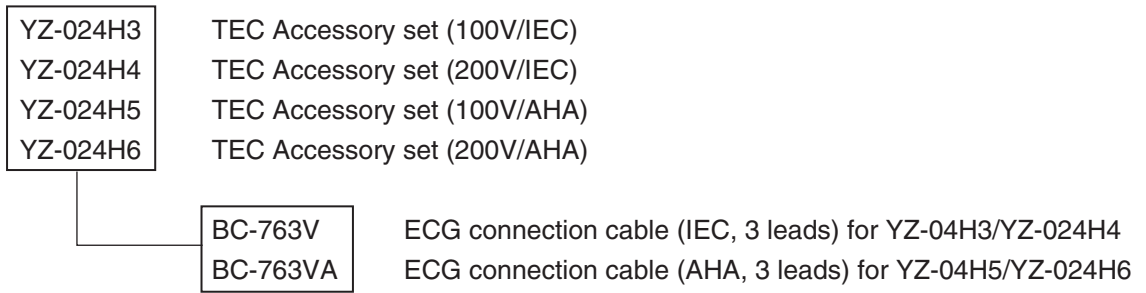 YZ-024H3 TEC Accessory set (100V/IEC)
YZ-024H4 TEC Accessory set (200V/IEC)
YZ-024H5 TEC Accessory set (100V/AHA)
YZ-024H6 TEC Accessory set (200V/AHA)
BC-763V ECG connection cable (IEC, 3 leads) for YZ-04H3/YZ-024H4
BC-763VA ECG connection cable (AHA, 3 leads) for YZ-04H5/YZ-024H6